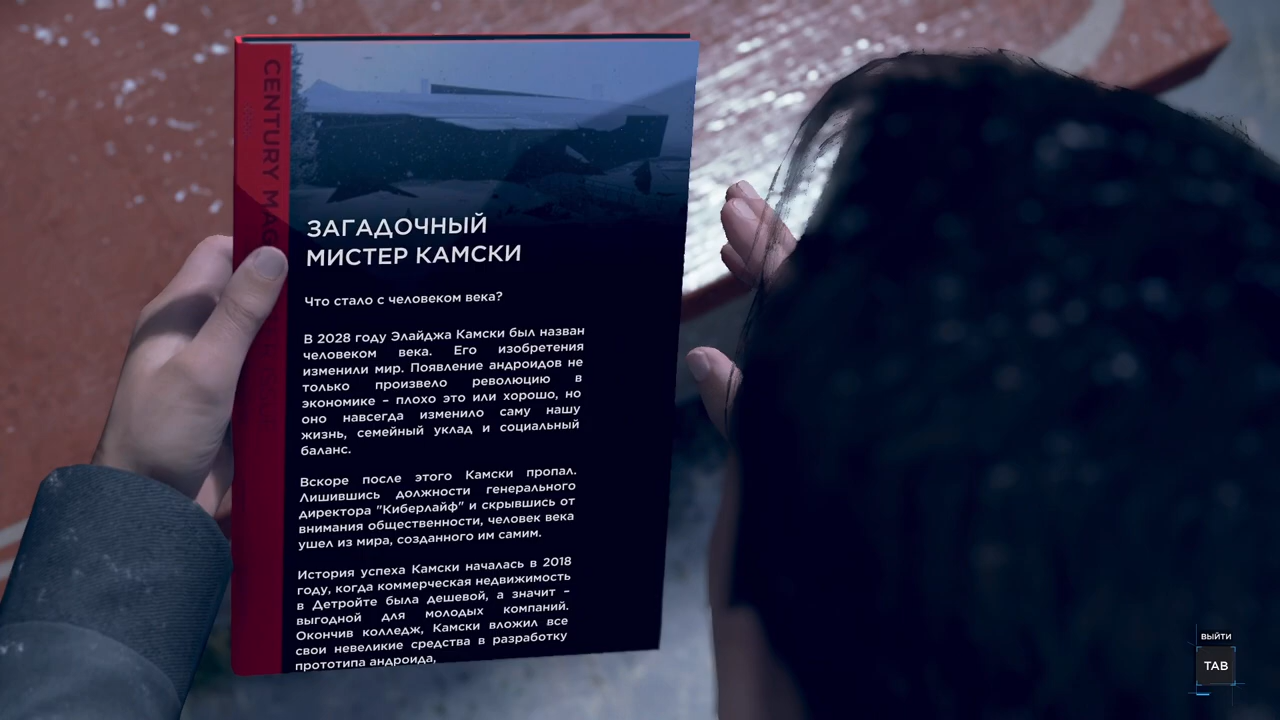 CENTURY MAG
ЗАГАДОЧНЫЙ
МИСТЕР КАМСКИ
Что стало с человеком века?
В 2028 году Элайджа Камски был назван
человеком века. Его изобретения
изменили мир. Появление андроидов не
только произвело революцию в
экономике – плохо это или хорошо, но
оно навсегда изменило саму нашу
жизнь, семейный уклад и социальный
баланс.
Вскоре после этого Камски пропал.
Лишившись должности генерального
директора "Киберлайф" и скрывшись от
внимания общественности, человек века
ушел из мира, созданного им самим.
История успеха Камски началась в 2018
году, когда коммерческая недвижимость
в Детройте была дешевой, а значит –
выгодной для молодых компаний.
Окончив колледж, Камски вложил все
свои невеликие средства в разработку
прототипа андроида,
ВЫЙТИ
TAB